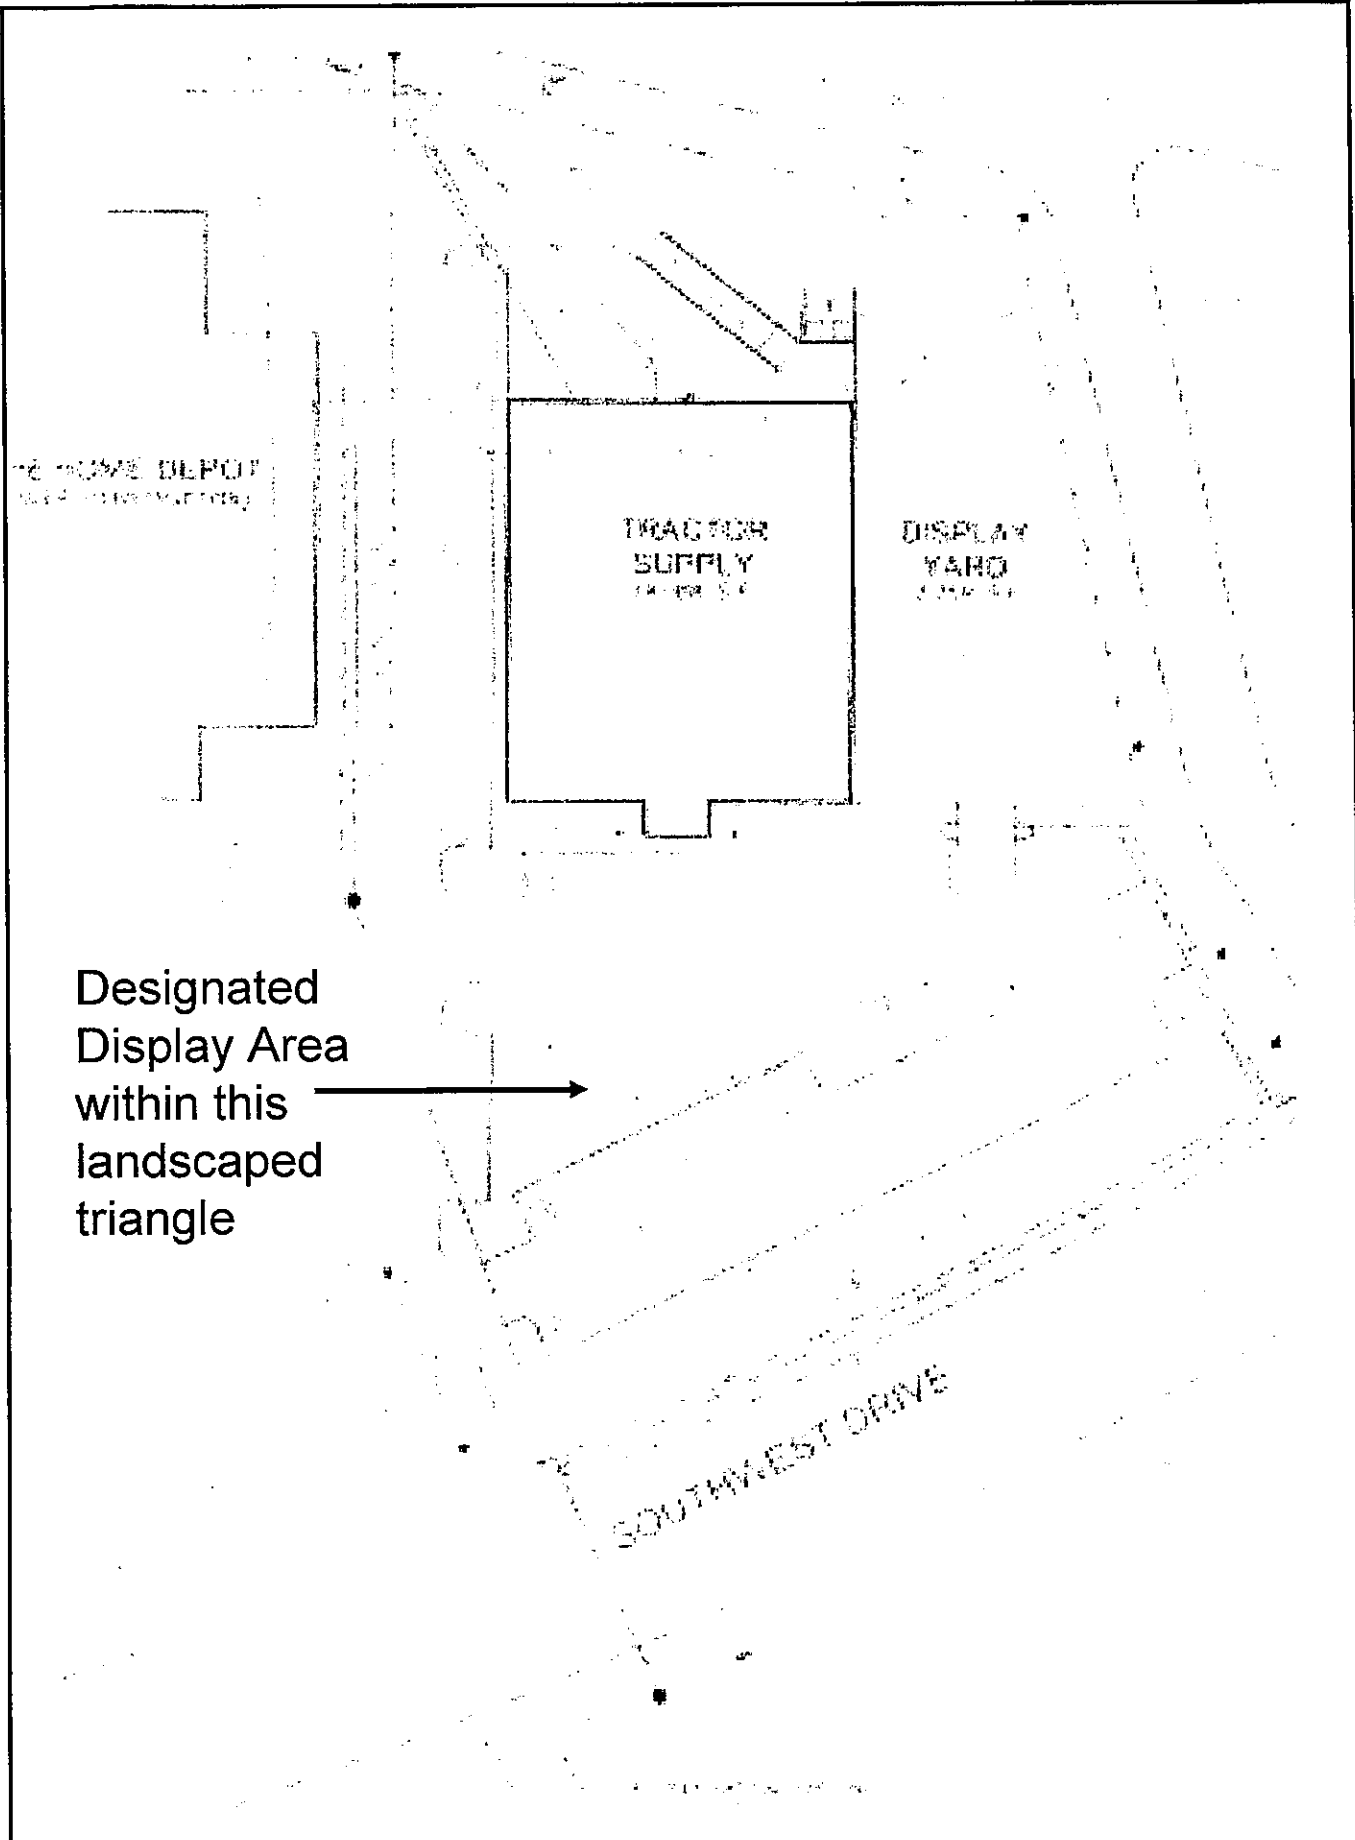 HOME DEPOT
TRACTOR
SUPPLY
DISPLAY
YARD
Designated
Display Area
within this
landscaped
triangle
SOUTHWEST DRIVE